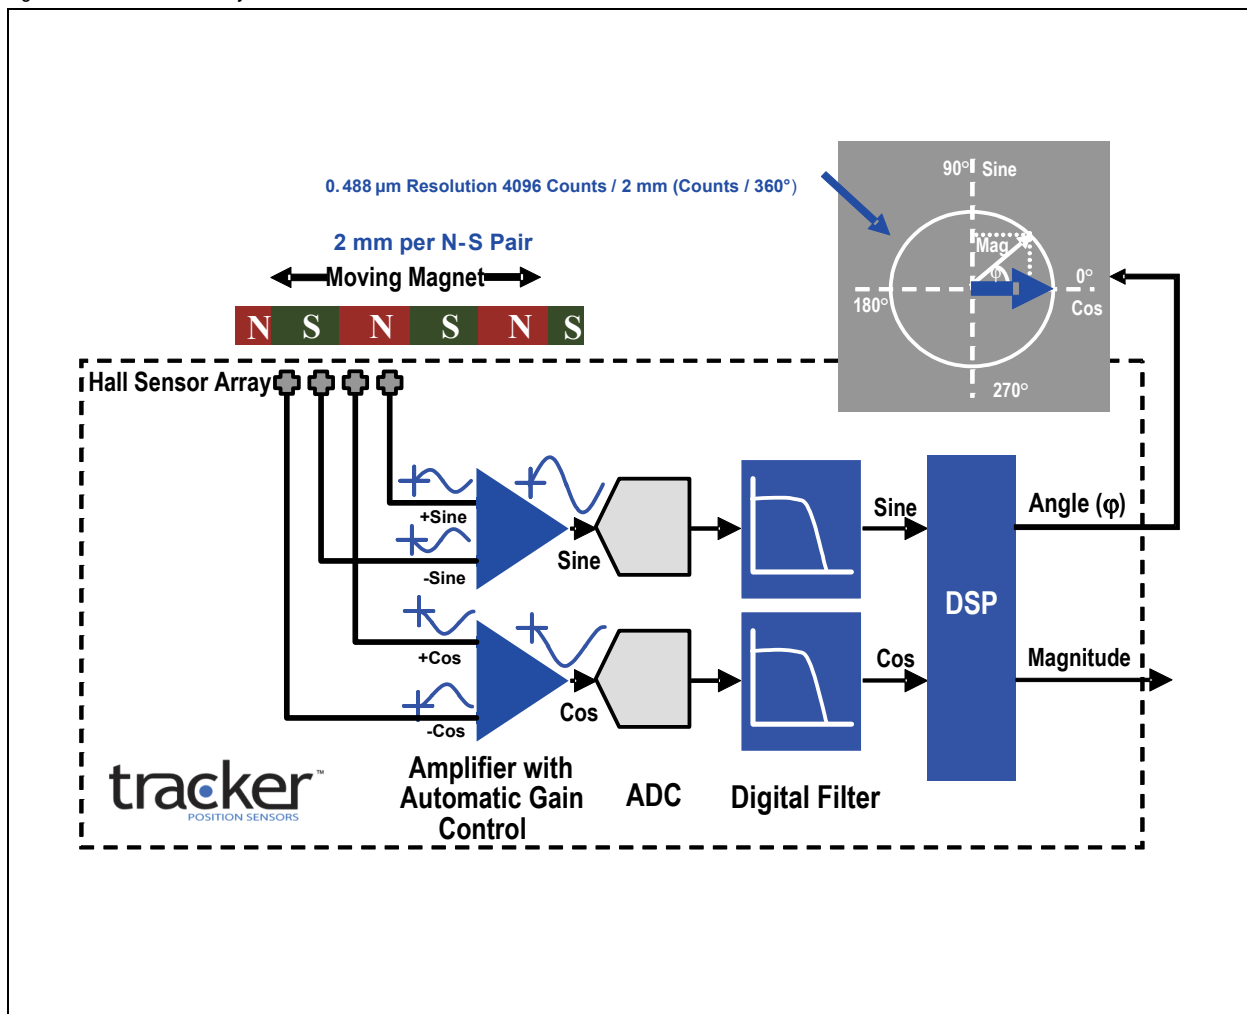 90° Sine
0.488 µm Resolution 4096 Counts / 2 mm (Counts / 360°)
2 mm per N-S Pair
Moving Magnet
Mag
φ
0°
180°
Cos
270°
N S N S N S
Hall Sensor Array
+Sine
-Sine
Sine
Sine
Angle (φ)
DSP
+Cos
-Cos
Cos
Cos
Magnitude
tracker™
POSITION SENSORS
Amplifier with
Automatic Gain
Control
ADC
Digital Filter